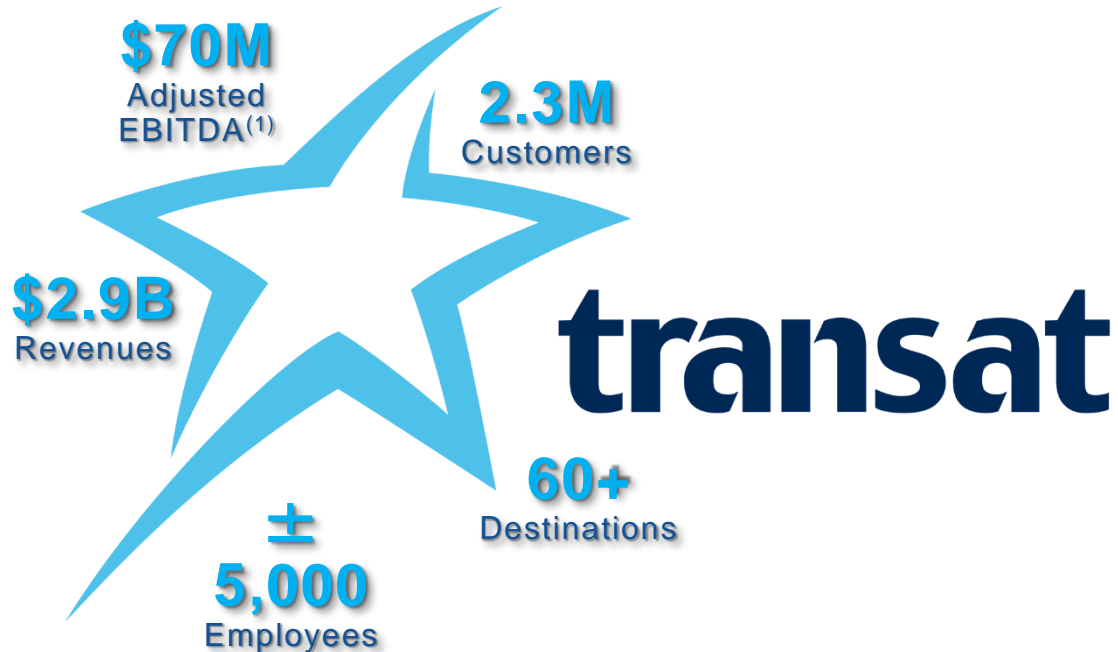 $70M
Adjusted
EBITDA(1)
2.3M
Customers
$2.9B
Revenues
transat
60+
Destinations
±
5,000
Employees